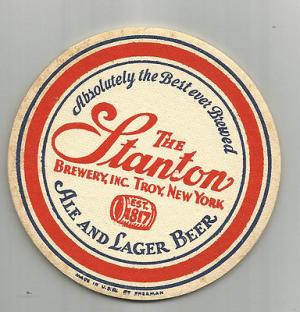 Absolutely the Best ever Brewed
THE
Stanton
BREWERY, INC. TROY, NEW YORK
EST.
1817
ALE AND LAGER BEER
MADE IN U.S.A. BY SHERMAN